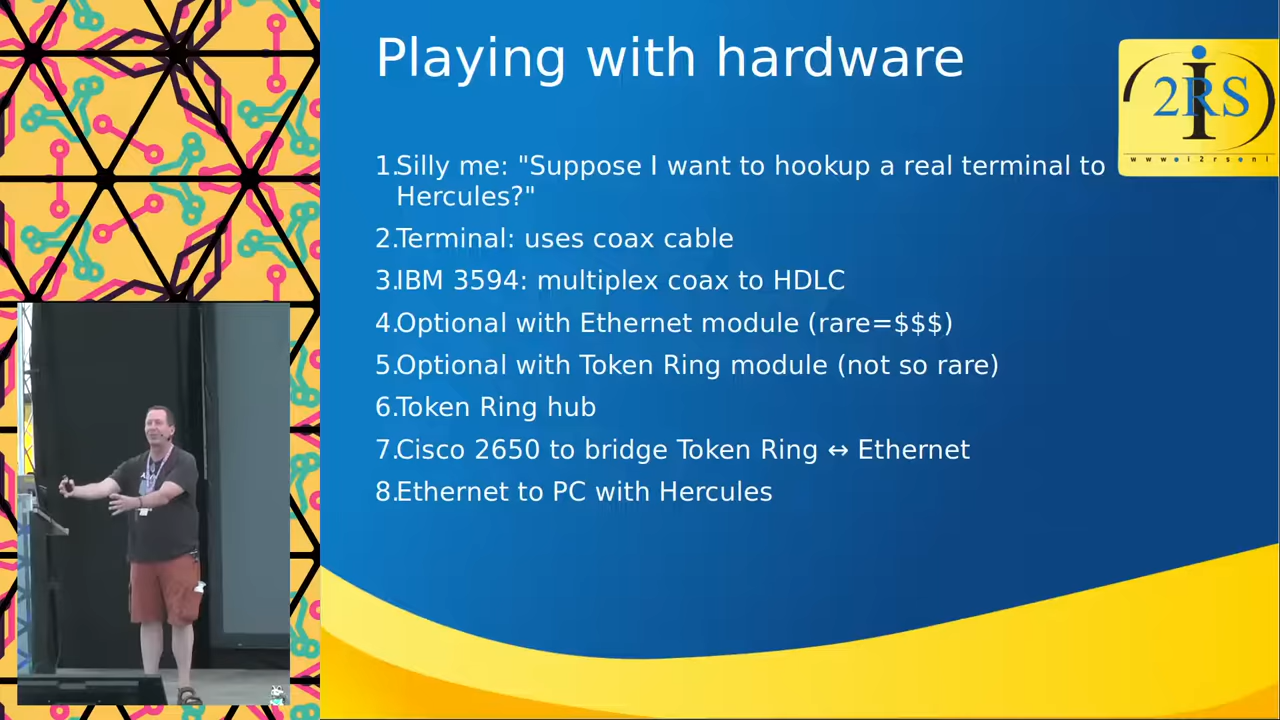 Playing with hardware
i
2RS
www•i2rs•nl
1.Silly me: "Suppose I want to hookup a real terminal to
Hercules?"
2.Terminal: uses coax cable
3.IBM 3594: multiplex coax to HDLC
4.Optional with Ethernet module (rare=$$$)
5.Optional with Token Ring module (not so rare)
6.Token Ring hub
7.Cisco 2650 to bridge Token Ring ↔ Ethernet
8.Ethernet to PC with Hercules